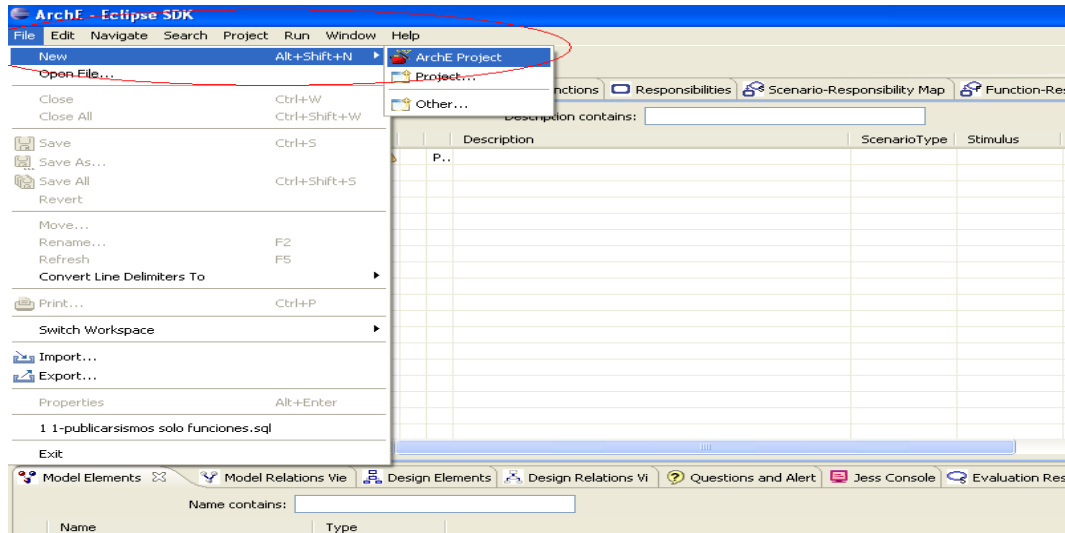 ArchE - Eclipse SDK
File Edit Navigate Search Project Run Window Help
New Alt+Shift+N ArchE Project
Open File... Project...
nctions Responsibilities Scenario-Responsibility Map Function-Res
Close Ctrl+W Other...
Close All Ctrl+Shift+W Description contains:
Description ScenarioType Stimulus
Save Ctrl+S
Save As... P..
Save All Ctrl+Shift+S
Revert
Move...
Rename... F2
Refresh F5
Convert Line Delimiters To
Print... Ctrl+P
Switch Workspace
Import...
Export...
Properties Alt+Enter
1 1-publicarsismos solo funciones.sql
Exit
Model Elements Model Relations Vie Design Elements Design Relations Vi Questions and Alert Jess Console Evaluation Res
Name contains:
Name Type